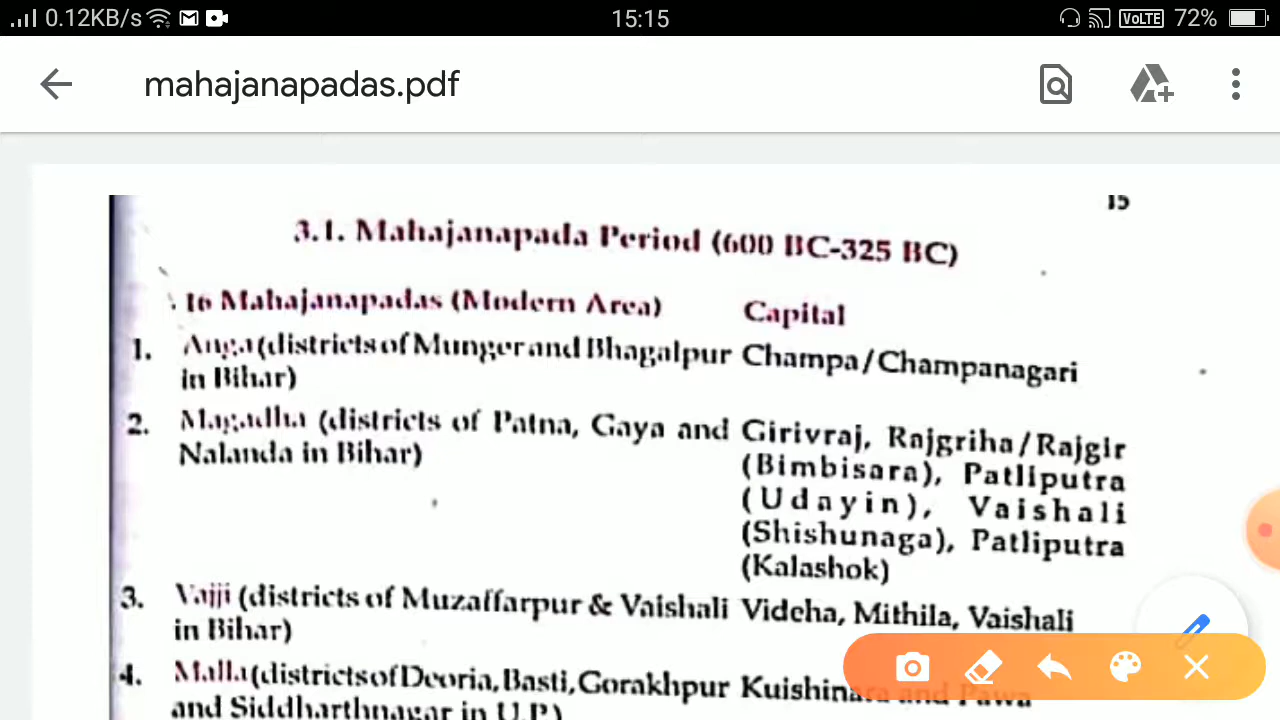 0.12KB/s 15:15 VoLTE 72%
mahajanapadas.pdf
15
3.1. Mahajanapada Period (600 BC-325 BC)
16 Mahajanapadas (Modern Area) Capital
1. Anga (districts of Munger and Bhagalpur Champa/Champanagari
in Bihar)
2. Magadha (districts of Patna, Gaya and Girivraj, Rajgriha/Rajgir
Nalanda in Bihar) (Bimbisara), Patliputra
(Udayin), Vaishali
(Shishunaga), Patliputra
(Kalashok)
3. Vajji (districts of Muzaffarpur & Vaishali Videha, Mithila, Vaishali
in Bihar)
4. Malla (districts of Deoria, Basti, Gorakhpur Kuishinara and Pawa
and Siddharthnagar in U.P.)